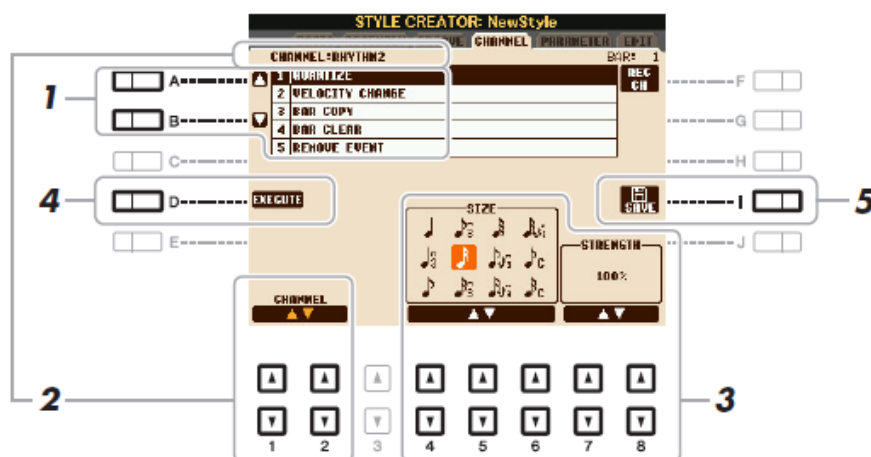 STYLE CREATOR: NewStyle
CHANNEL PARAMETER EDIT
CHANNEL:RHYTHM2
BAR: 1
1 A
1 QUANTIZE
REC CH
F
2 VELOCITY CHANGE
B
3 BAR COPY
G
4 BAR CLEAR
C
5 REMOVE EVENT
H
4 D
EXECUTE
SAVE
I 5
E
SIZE
STRENGTH
J
100%
CHANNEL
2
3
1 2 3 4 5 6 7 8